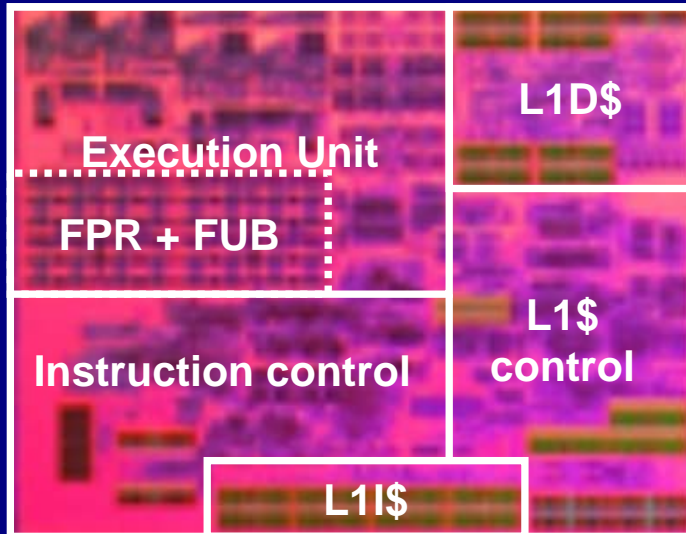 Execution Unit
L1D$
FPR + FUB
L1$
control
Instruction control
L1I$